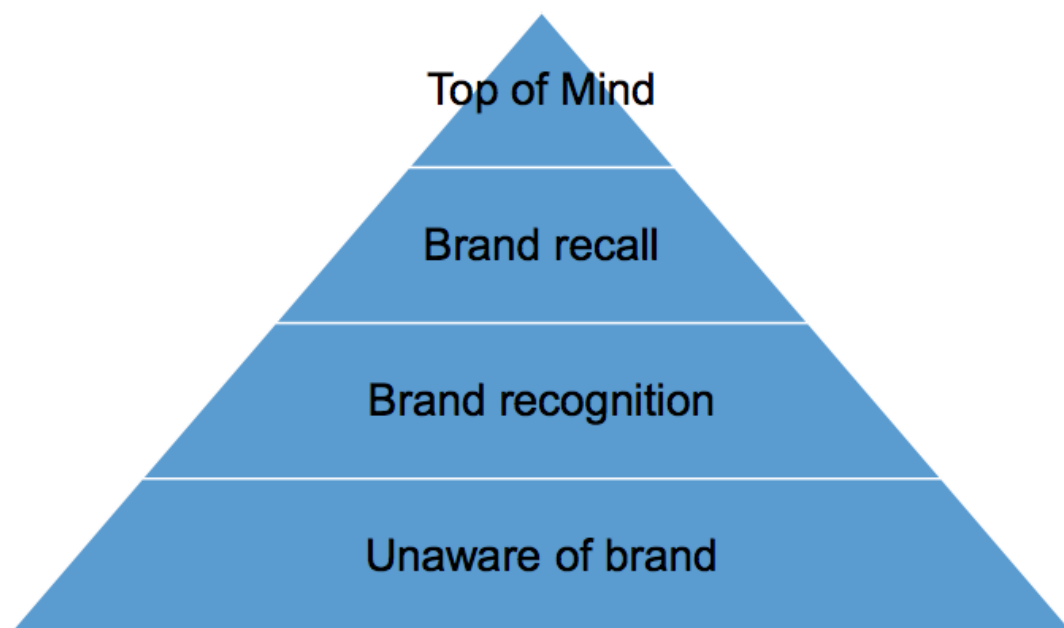 Top of Mind
Brand recall
Brand recognition
Unaware of brand